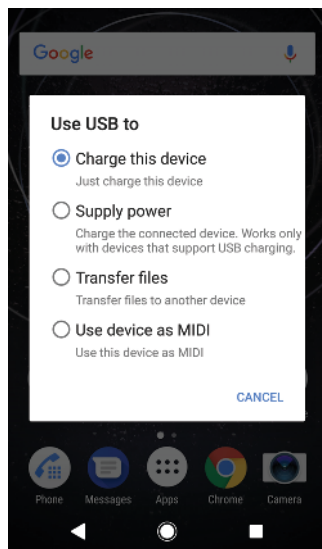 Google
Use USB to
Charge this device
Just charge this device
Supply power
Charge the connected device. Works only
with devices that support USB charging.
Transfer files
Transfer files to another device
Use device as MIDI
Use this device as MIDI
CANCEL
Phone Messages Apps Chrome Camera